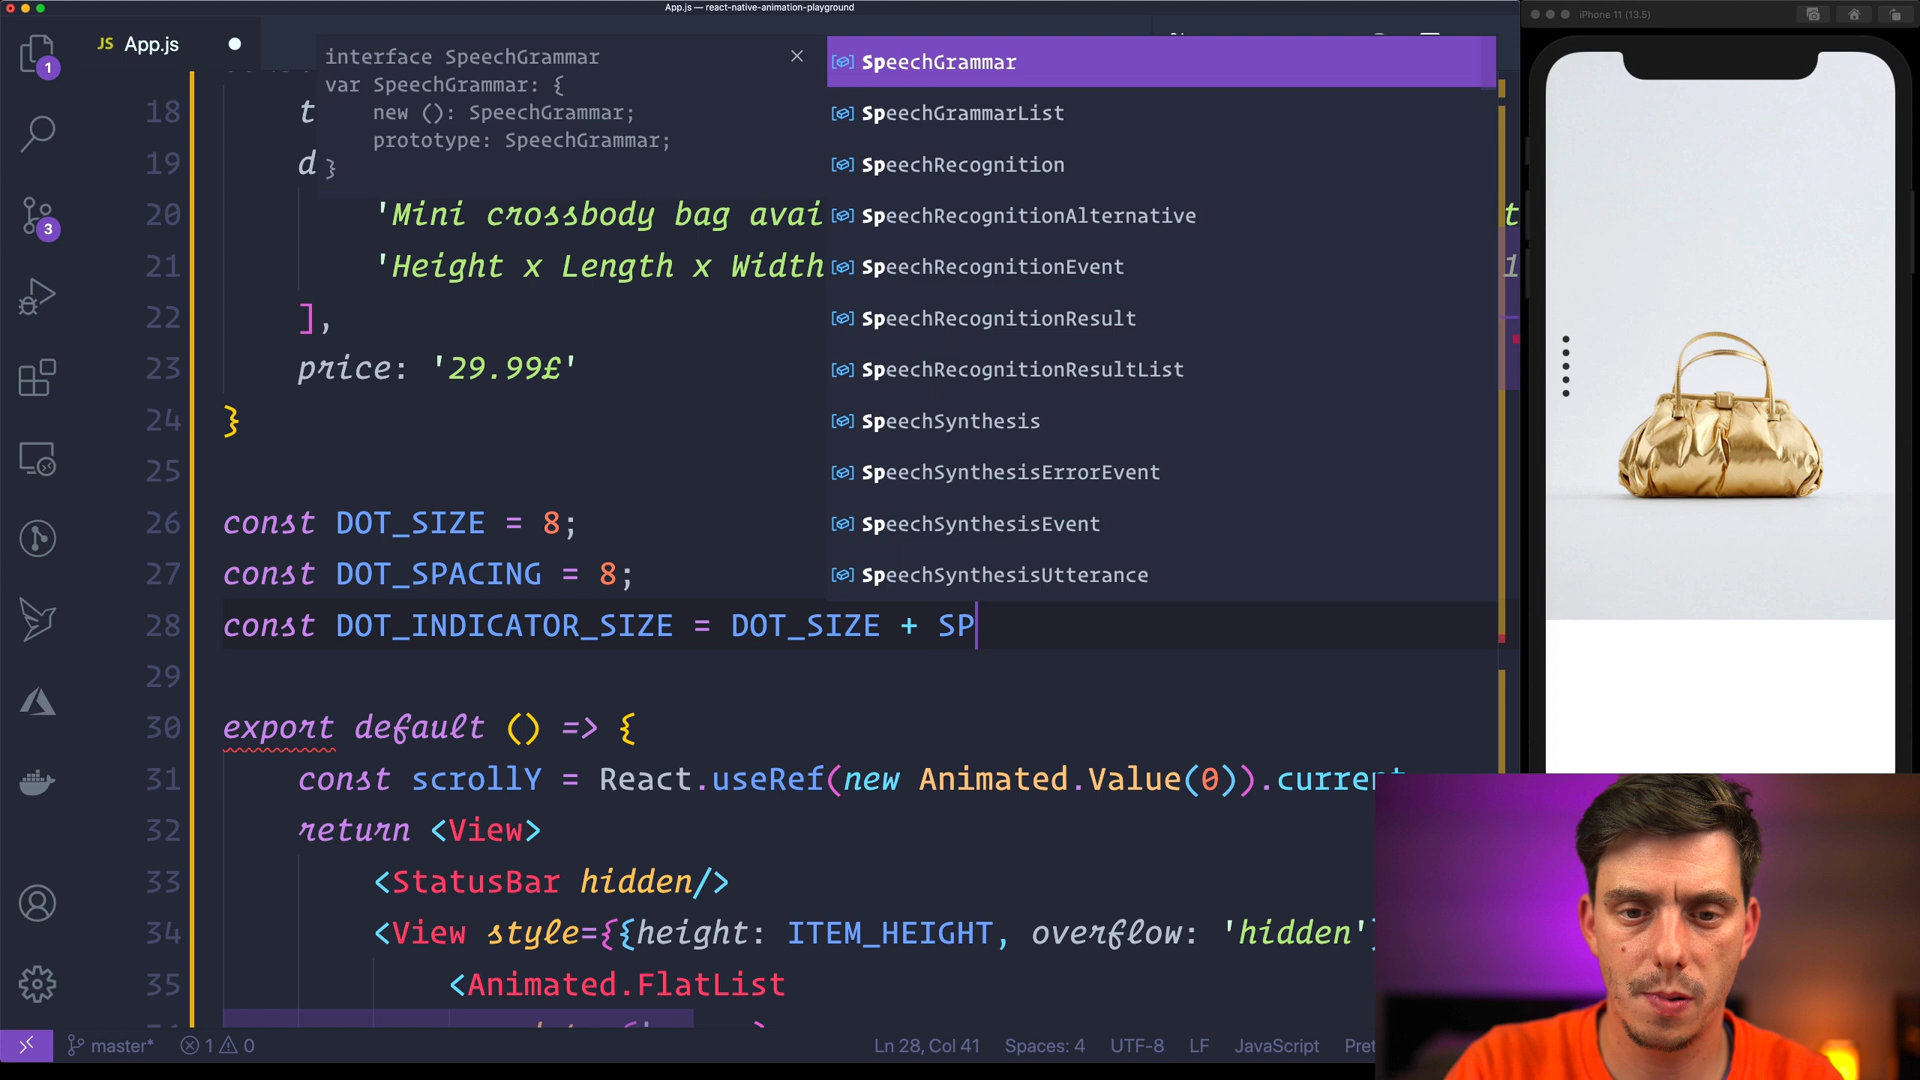 App.js — react-native-animation-playground
iPhone 11 (13.5)
JS App.js
1
3
interface SpeechGrammar
var SpeechGrammar: {
new (): SpeechGrammar;
prototype: SpeechGrammar;
}
SpeechGrammar
SpeechGrammarList
SpeechRecognition
SpeechRecognitionAlternative
SpeechRecognitionEvent
SpeechRecognitionResult
SpeechRecognitionResultList
SpeechSynthesis
SpeechSynthesisErrorEvent
SpeechSynthesisEvent
SpeechSynthesisUtterance
18 t
19 d
20 'Mini crossbody bag avai
21 'Height x Length x Width
22 ],
23 price: '29.99£'
24 }
25
26 const DOT_SIZE = 8;
27 const DOT_SPACING = 8;
28 const DOT_INDICATOR_SIZE = DOT_SIZE + SP
29
30 export default () => {
31 const scrollY = React.useRef(new Animated.Value(0)).current
32 return <View>
33 <StatusBar hidden/>
34 <View style={{height: ITEM_HEIGHT, overflow: 'hidden'
35 <Animated.FlatList
master* 1 0 Ln 28, Col 41 Spaces: 4 UTF-8 LF JavaScript Pret